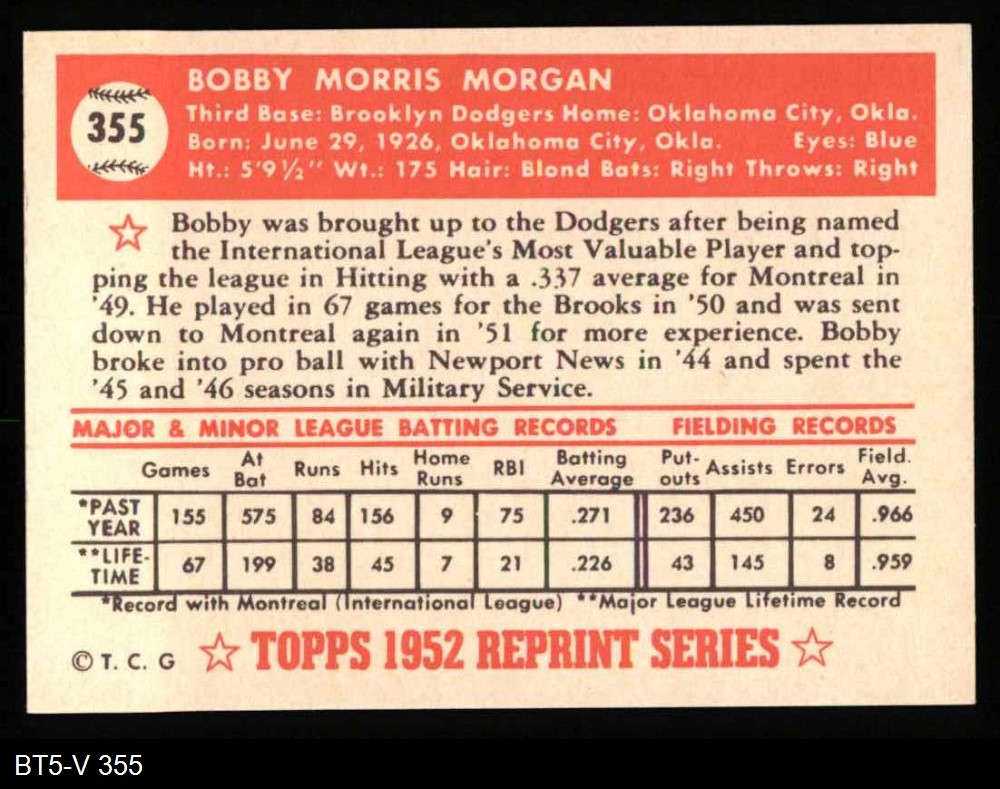 355
BOBBY MORRIS MORGAN
Third Base: Brooklyn Dodgers Home: Oklahoma City, Okla.
Born: June 29, 1926, Oklahoma City, Okla. Eyes: Blue
Ht.: 5'9½" Wt.: 175 Hair: Blond Bats: Right Throws: Right
Bobby was brought up to the Dodgers after being named
the International League's Most Valuable Player and top-
ping the league in Hitting with a .337 average for Montreal in
'49. He played in 67 games for the Brooks in '50 and was sent
down to Montreal again in '51 for more experience. Bobby
broke into pro ball with Newport News in '44 and spent the
'45 and '46 seasons in Military Service.
MAJOR & MINOR LEAGUE BATTING RECORDS FIELDING RECORDS
Games At Bat Runs Hits Home Runs RBI Batting Average Put-outs Assists Errors Field. Avg.
*PAST YEAR 155 575 84 156 9 75 .271 236 450 24 .966
**LIFE-TIME 67 199 38 45 7 21 .226 43 145 8 .959
*Record with Montreal (International League) **Major League Lifetime Record
© T. C. G ☆ TOPPS 1952 REPRINT SERIES ☆
BT5-V 355